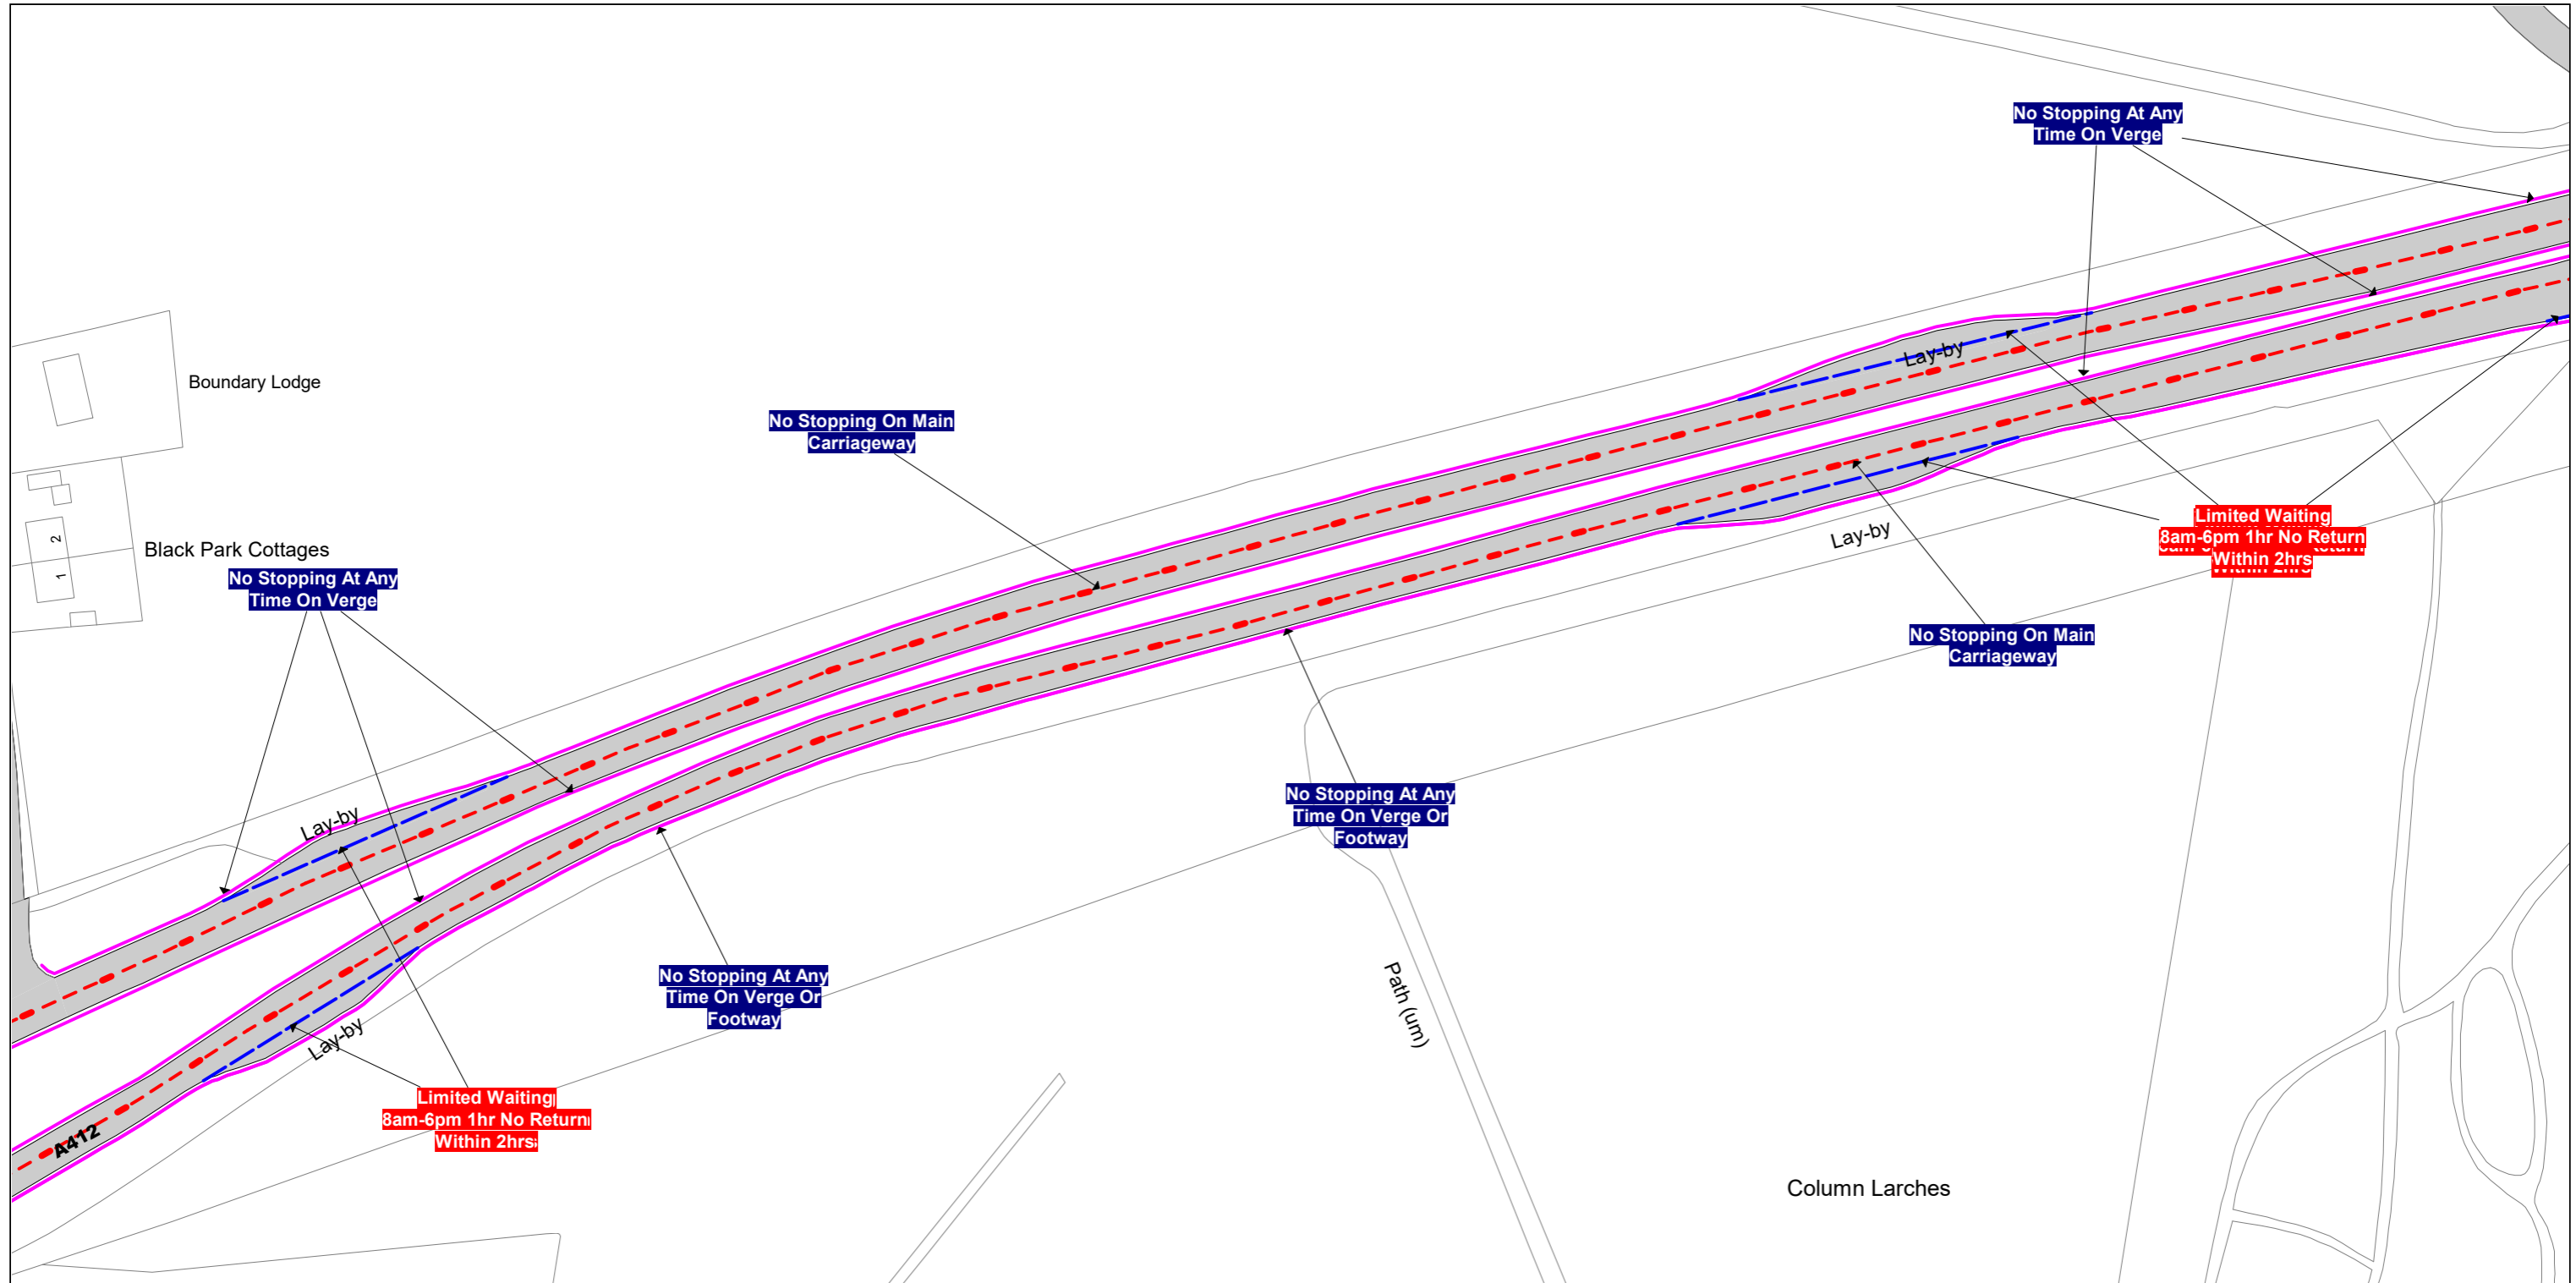 No Stopping At Any
Time On Verge
Lay-by
Boundary Lodge
No Stopping On Main
Carriageway
Limited Waiting
8am-6pm 1hr No Return
Within 2hrs
Lay-by
2
Black Park Cottages
1
No Stopping At Any
Time On Verge
No Stopping On Main
Carriageway
No Stopping At Any
Time On Verge Or
Footway
Lay-by
No Stopping At Any
Time On Verge Or
Footway
Path (um)
Lay-by
Limited Waiting
8am-6pm 1hr No Return
Within 2hrs
A412
Column Larches